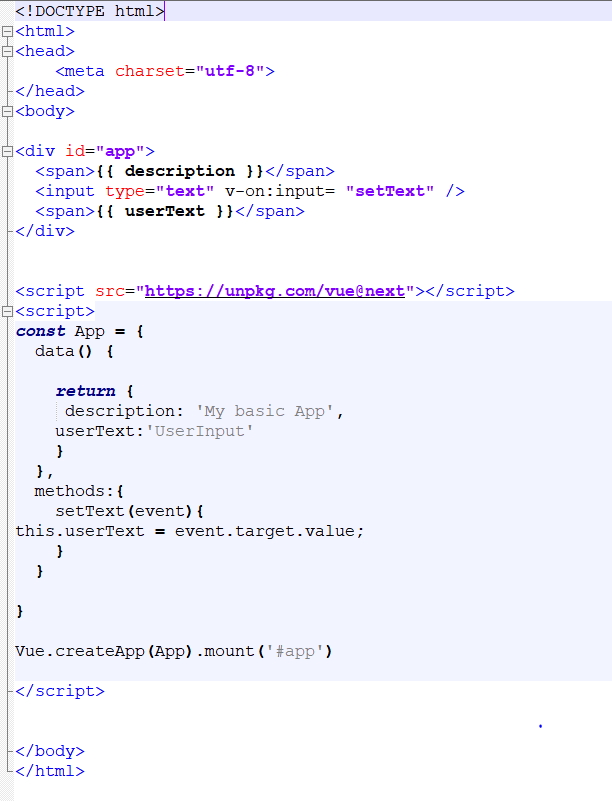 <!DOCTYPE html>
<html>
<head>
    <meta charset="utf-8">
</head>
<body>

<div id="app">
  <span>{{ description }}</span>
  <input type="text" v-on:input= "setText" />
  <span>{{ userText }}</span>
</div>


<script src="https://unpkg.com/vue@next"></script>
<script>
const App = {
  data() {

    return {
     description: 'My basic App',
    userText:'UserInput'
    }
  },
  methods:{
    setText(event){
this.userText = event.target.value;
    }
  }

}

Vue.createApp(App).mount('#app')

</script>


</body>
</html>